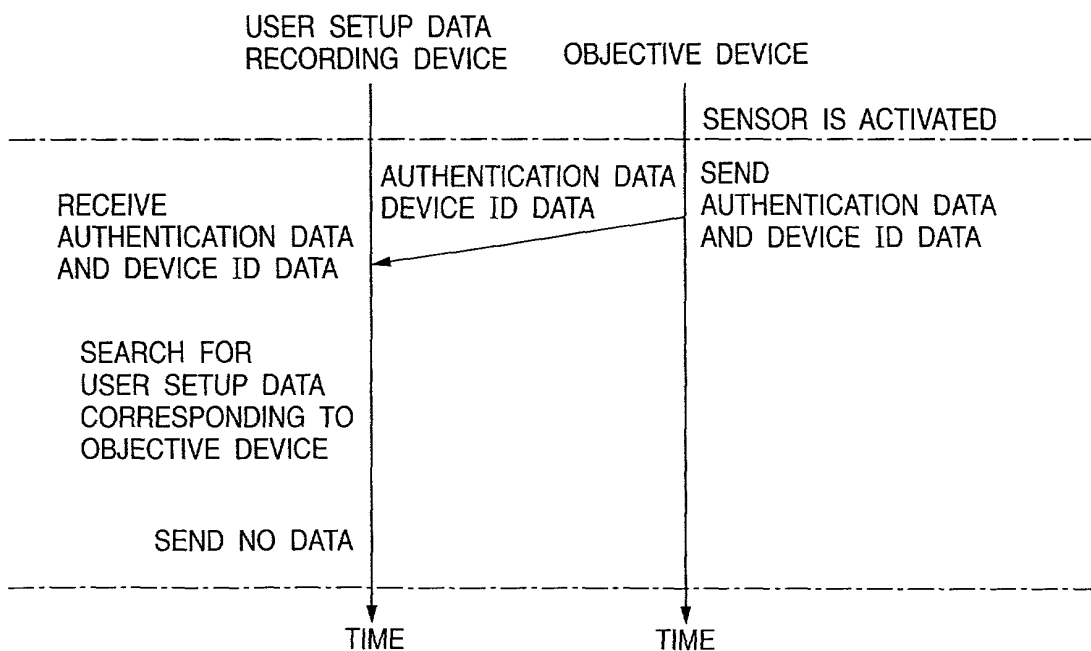 USER SETUP DATA
RECORDING DEVICE
OBJECTIVE DEVICE
SENSOR IS ACTIVATED
AUTHENTICATION DATA
DEVICE ID DATA
SEND
AUTHENTICATION DATA
AND DEVICE ID DATA
RECEIVE
AUTHENTICATION DATA
AND DEVICE ID DATA
SEARCH FOR
USER SETUP DATA
CORRESPONDING TO
OBJECTIVE DEVICE
SEND NO DATA
TIME
TIME